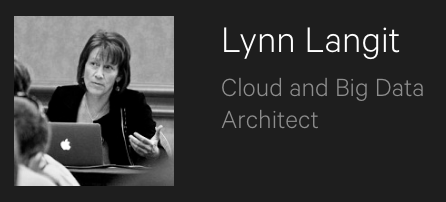 Lynn Langit
Cloud and Big Data
Architect